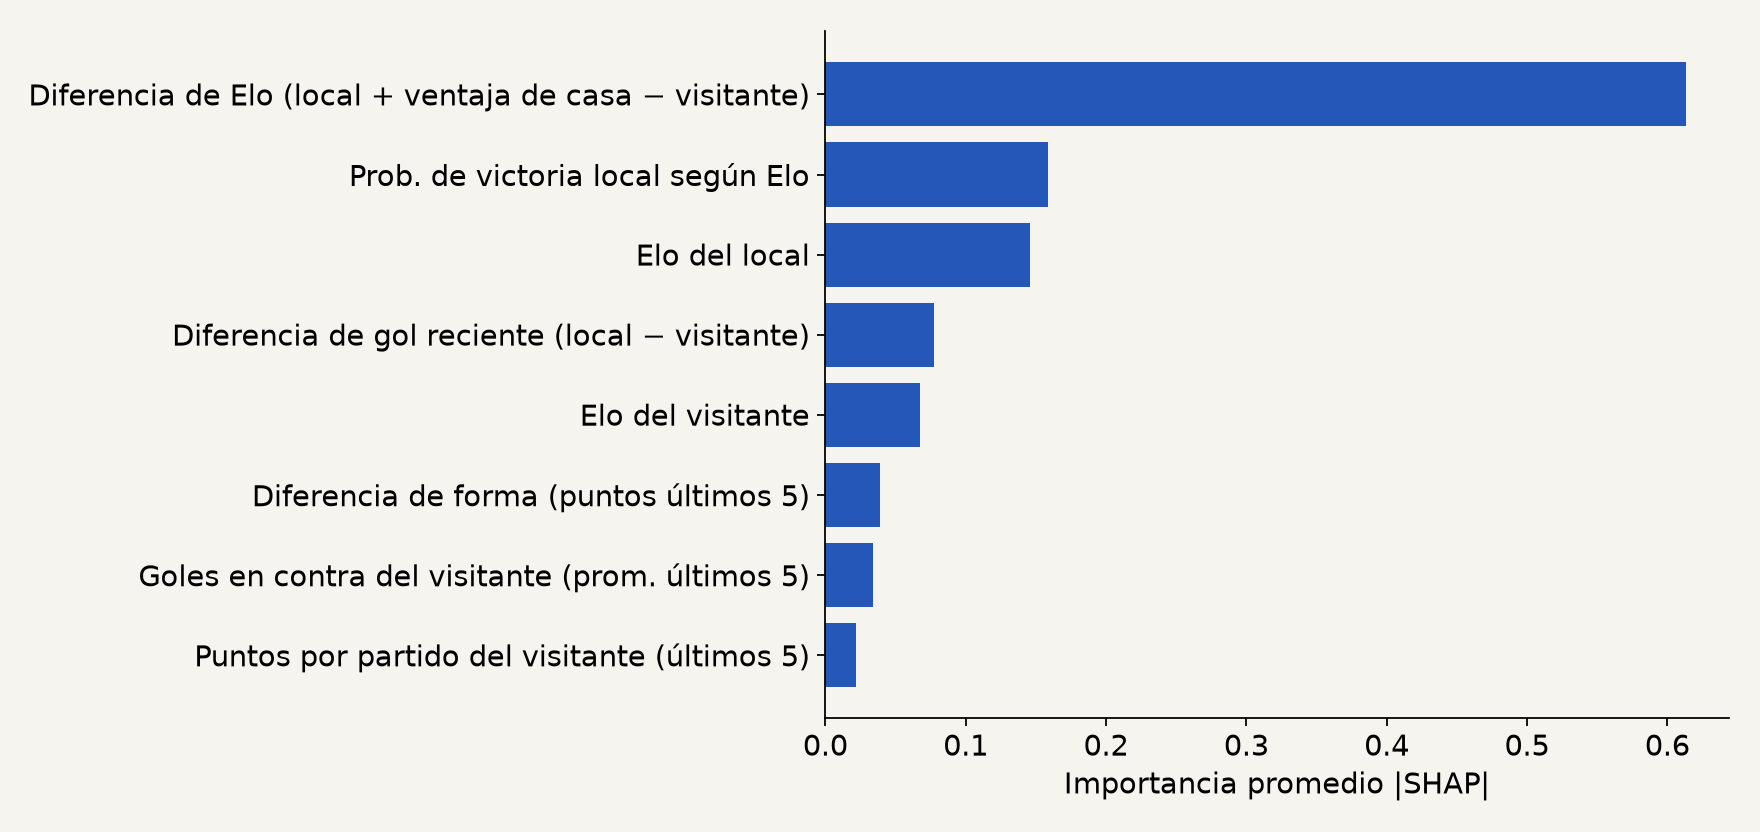 Diferencia de Elo (local + ventaja de casa − visitante)
Prob. de victoria local según Elo
Elo del local
Diferencia de gol reciente (local − visitante)
Elo del visitante
Diferencia de forma (puntos últimos 5)
Goles en contra del visitante (prom. últimos 5)
Puntos por partido del visitante (últimos 5)
0.0 0.1 0.2 0.3 0.4 0.5 0.6
Importancia promedio |SHAP|